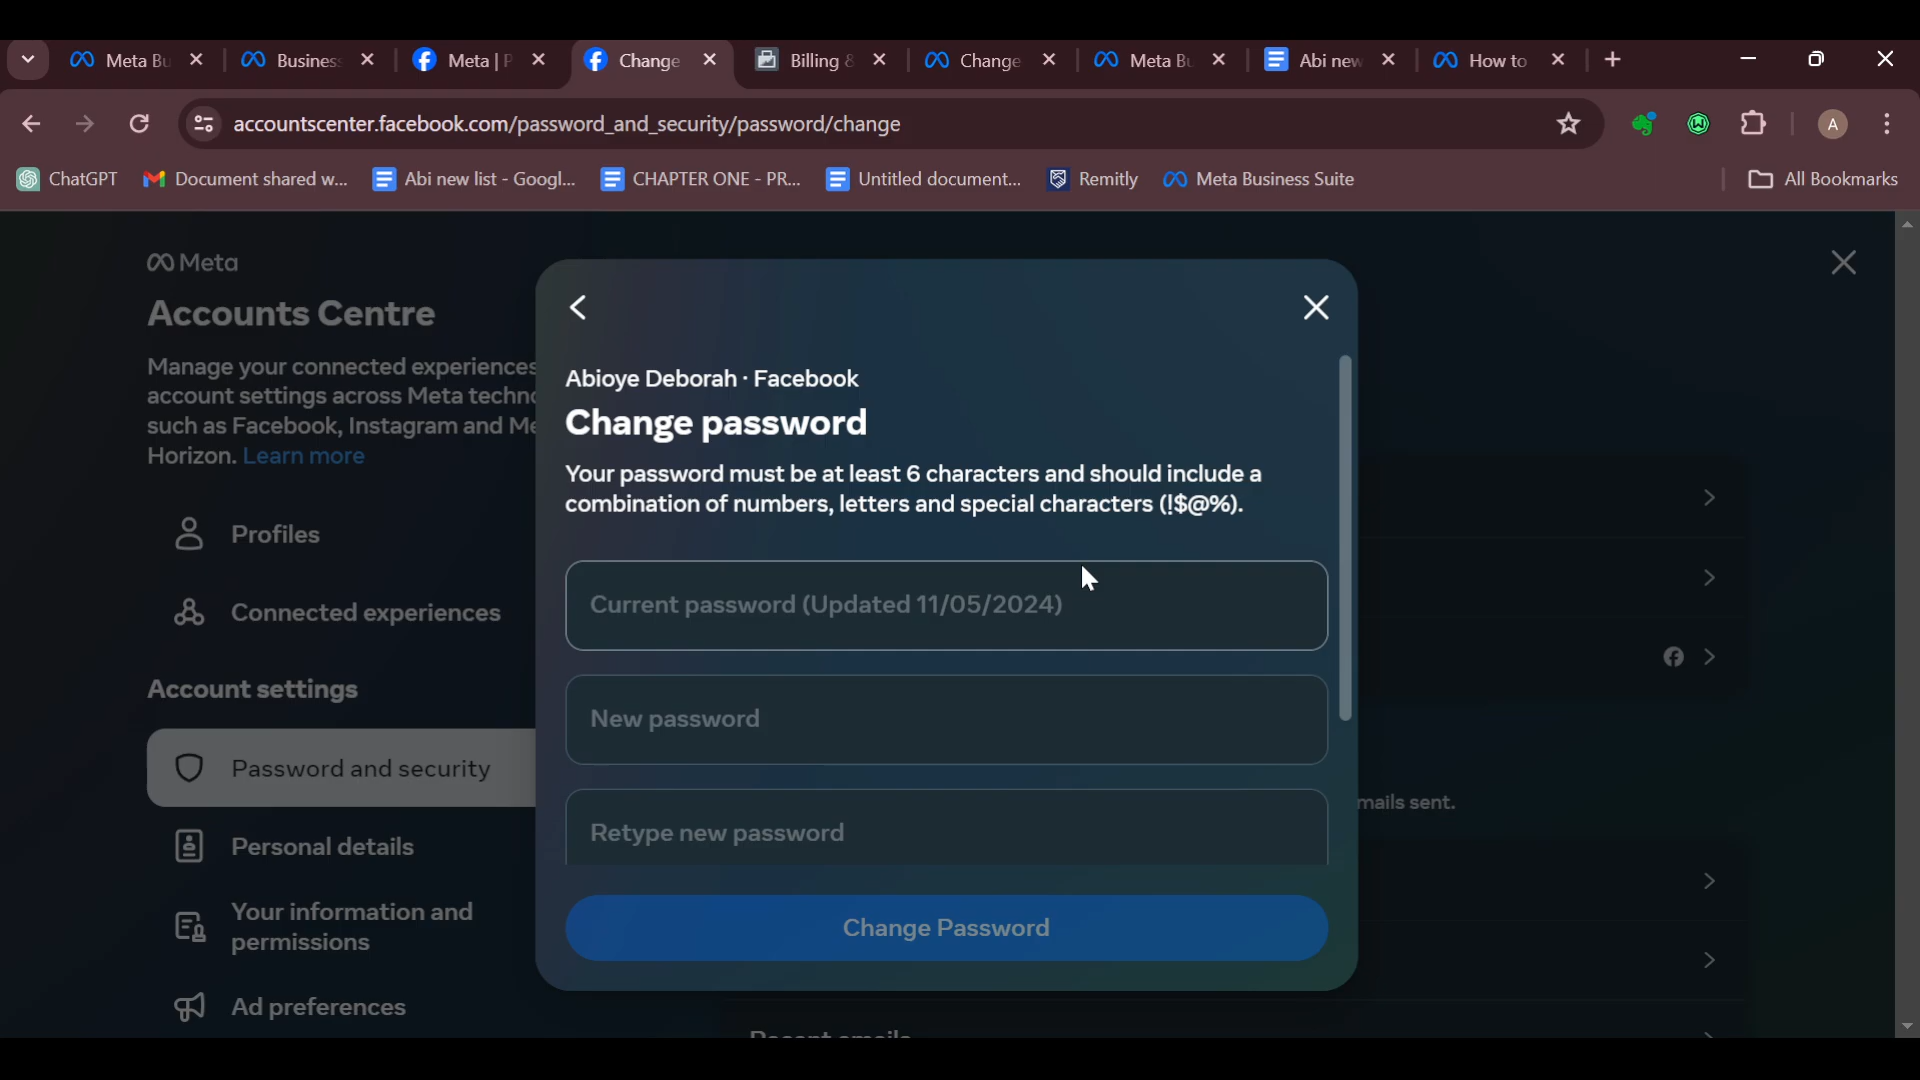 Meta Bu
Business
Meta | P
Change
Billing &
Change
Meta Bu
Abi new
How to
accountscenter.facebook.com/password_and_security/password/change
A
ChatGPT
Document shared w...
Abi new list - Googl...
CHAPTER ONE - PR...
Untitled document...
Remitly
Meta Business Suite
All Bookmarks
Meta
Accounts Centre
Manage your connected experiences
account settings across Meta techno
such as Facebook, Instagram and Me
Horizon. Learn more
Profiles
Connected experiences
Account settings
Password and security
Personal details
Your information and
permissions
Ad preferences
Abioye Deborah · Facebook
Change password
Your password must be at least 6 characters and should include a
combination of numbers, letters and special characters (!$@%).
Current password (Updated 11/05/2024)
New password
Retype new password
Change Password
mails sent.
Recent emails